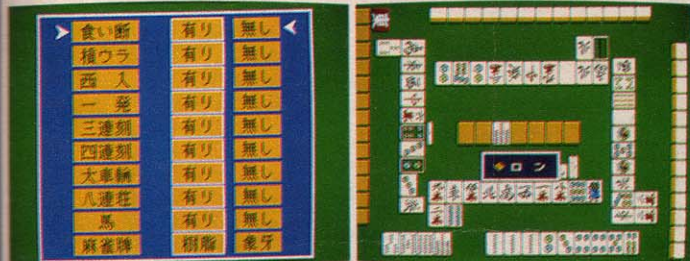 食い断 有り 無し
積ウラ 有り 無し
西入 有り 無し
一発 有り 無し
三連刻 有り 無し
四連刻 有り 無し
大車輪 有り 無し
八連荘 有り 無し
馬 有り 無し
麻雀牌 樹脂 象牙
東
ロン